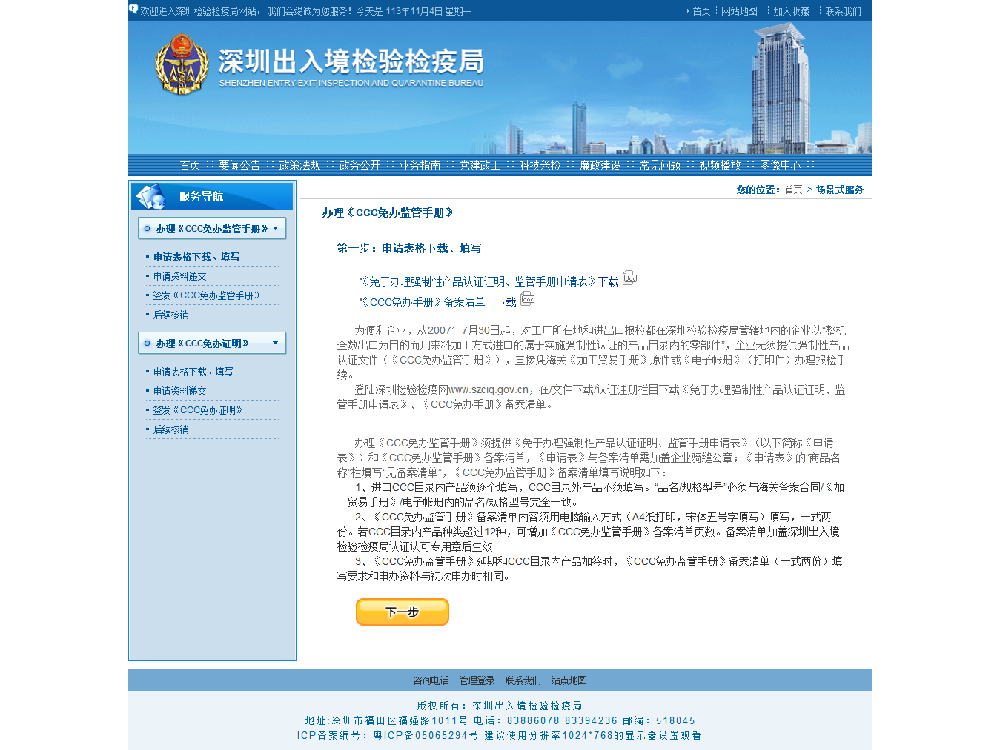 欢迎进入深圳检验检疫局网站，我们会竭诚为您服务！今天是 113年11月4日 星期一
首页 网站地图 加入收藏 联系我们
深圳出入境检验检疫局
SHENZHEN ENTRY-EXIT INSPECTION AND QUARANTINE BUREAU
首页 :: 要闻公告 :: 政策法规 :: 政务公开 :: 业务指南 :: 党建政工 :: 科技兴检 :: 廉政建设 :: 常见问题 :: 视频播放 :: 图像中心 ::
服务导航
办理《CCC免办监管手册》
申请表格下载、填写
申请资料递交
签发《CCC免办监管手册》
后续核销
办理《CCC免办证明》
申请表格下载、填写
申请资料递交
签发《CCC免办证明》
后续核销
您的位置：首页 > 场景式服务
办理《CCC免办监管手册》
第一步：申请表格下载、填写
《免于办理强制性产品认证证明、监管手册申请表》下载
《CCC免办手册》备案清单 下载
为便利企业，从2007年7月30日起，对工厂所在地和进出口报检都在深圳检验检疫局管辖地内的企业以“整机
全数出口为目的而用来料加工方式进口的属于实施强制性认证的产品目录内的零部件”，企业无须提供强制性产品
认证文件（《CCC免办监管手册》），直接凭海关《加工贸易手册》原件或《电子帐册》（打印件）办理报检手
续。
登陆深圳检验检疫网www.szciq.gov.cn，在/文件下载/认证注册栏目下载《免于办理强制性产品认证证明、监
管手册申请表》、《CCC免办手册》备案清单。
办理《CCC免办监管手册》须提供《免于办理强制性产品认证证明、监管手册申请表》（以下简称《申请
表》）和《CCC免办监管手册》备案清单，《申请表》与备案清单需加盖企业骑缝公章；《申请表》的“商品名
称”栏填写“见备案清单”，《CCC免办监管手册》备案清单填写说明如下：
1、进口CCC目录内产品须逐个填写，CCC目录外产品不须填写。“品名/规格型号”必须与海关备案合同/《加
工贸易手册》/电子帐册内的品名/规格型号完全一致。
2、《CCC免办监管手册》备案清单内容须用电脑输入方式（A4纸打印，宋体五号字填写）填写，一式两
份。若CCC目录内产品种类超过12种，可增加《CCC免办监管手册》备案清单页数。备案清单加盖深圳出入境
检验检疫局认证认可专用章后生效
3、《CCC免办监管手册》延期和CCC目录内产品加签时，《CCC免办监管手册》备案清单（一式两份）填
写要求和申办资料与初次申办时相同。
下一步
咨询电话 管理登录 联系我们 站点地图
版权所有：深圳出入境检验检疫局
地址:深圳市福田区福强路1011号 电话：83886078 83394236 邮编：518045
ICP备案编号：粤ICP备05065294号 建议使用分辨率1024*768的显示器设置观看